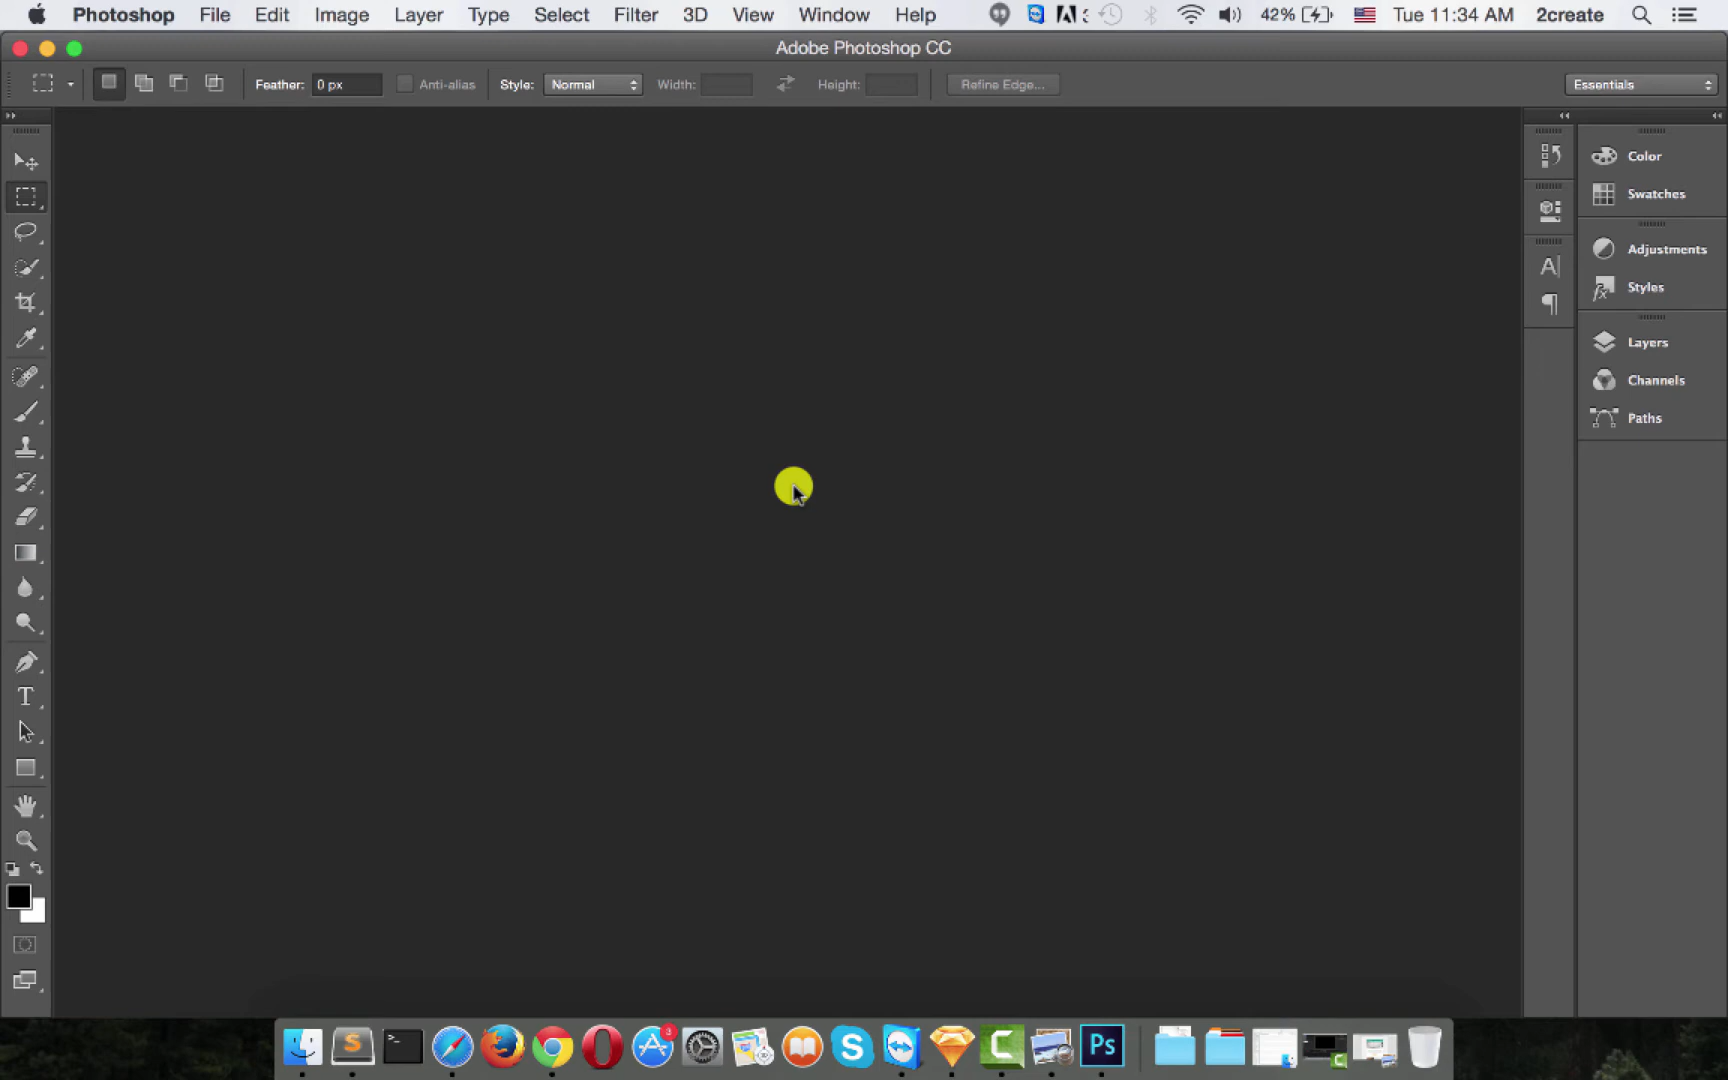 Photoshop File Edit Image Layer Type Select Filter 3D View Window Help 42% Tue 11:34 AM 2create
Adobe Photoshop CC
Feather: 0 px Anti-alias Style: Normal Width: Height: Refine Edge... Essentials
Color
Swatches
Adjustments
Styles
Layers
Channels
Paths
A
T
S
>_
3
S
C
Ps